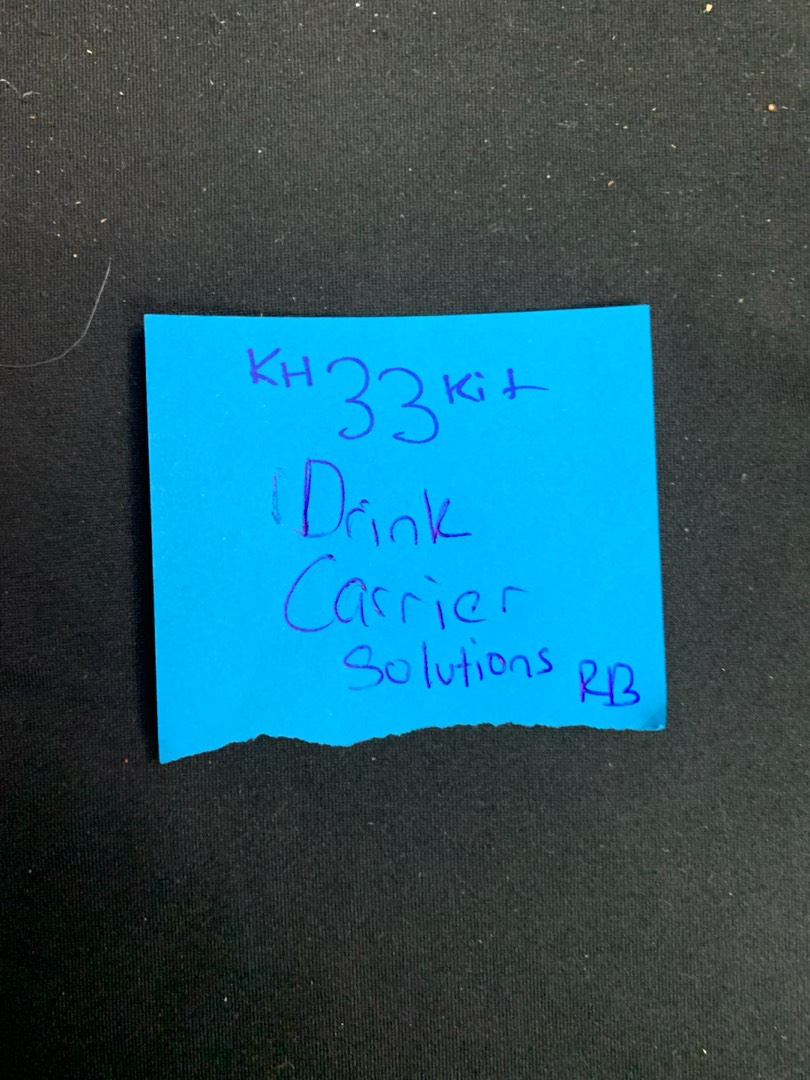 KH 33 Kit
Drink
Carrier
Solutions RB